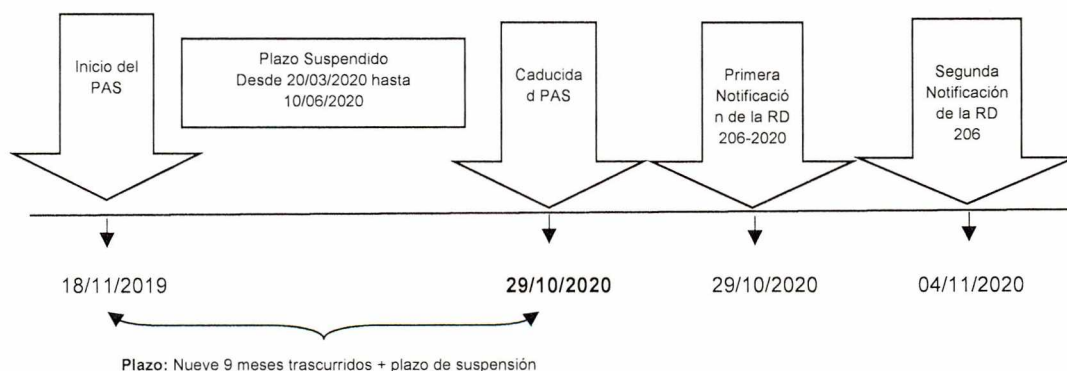 Inicio del
PAS
Plazo Suspendido
Desde 20/03/2020 hasta
10/06/2020
Caducida
d PAS
Primera
Notificació
n de la RD
206-2020
Segunda
Notificación
de la RD
206
18/11/2019
29/10/2020
29/10/2020
04/11/2020
Plazo: Nueve 9 meses trascurridos + plazo de suspensión